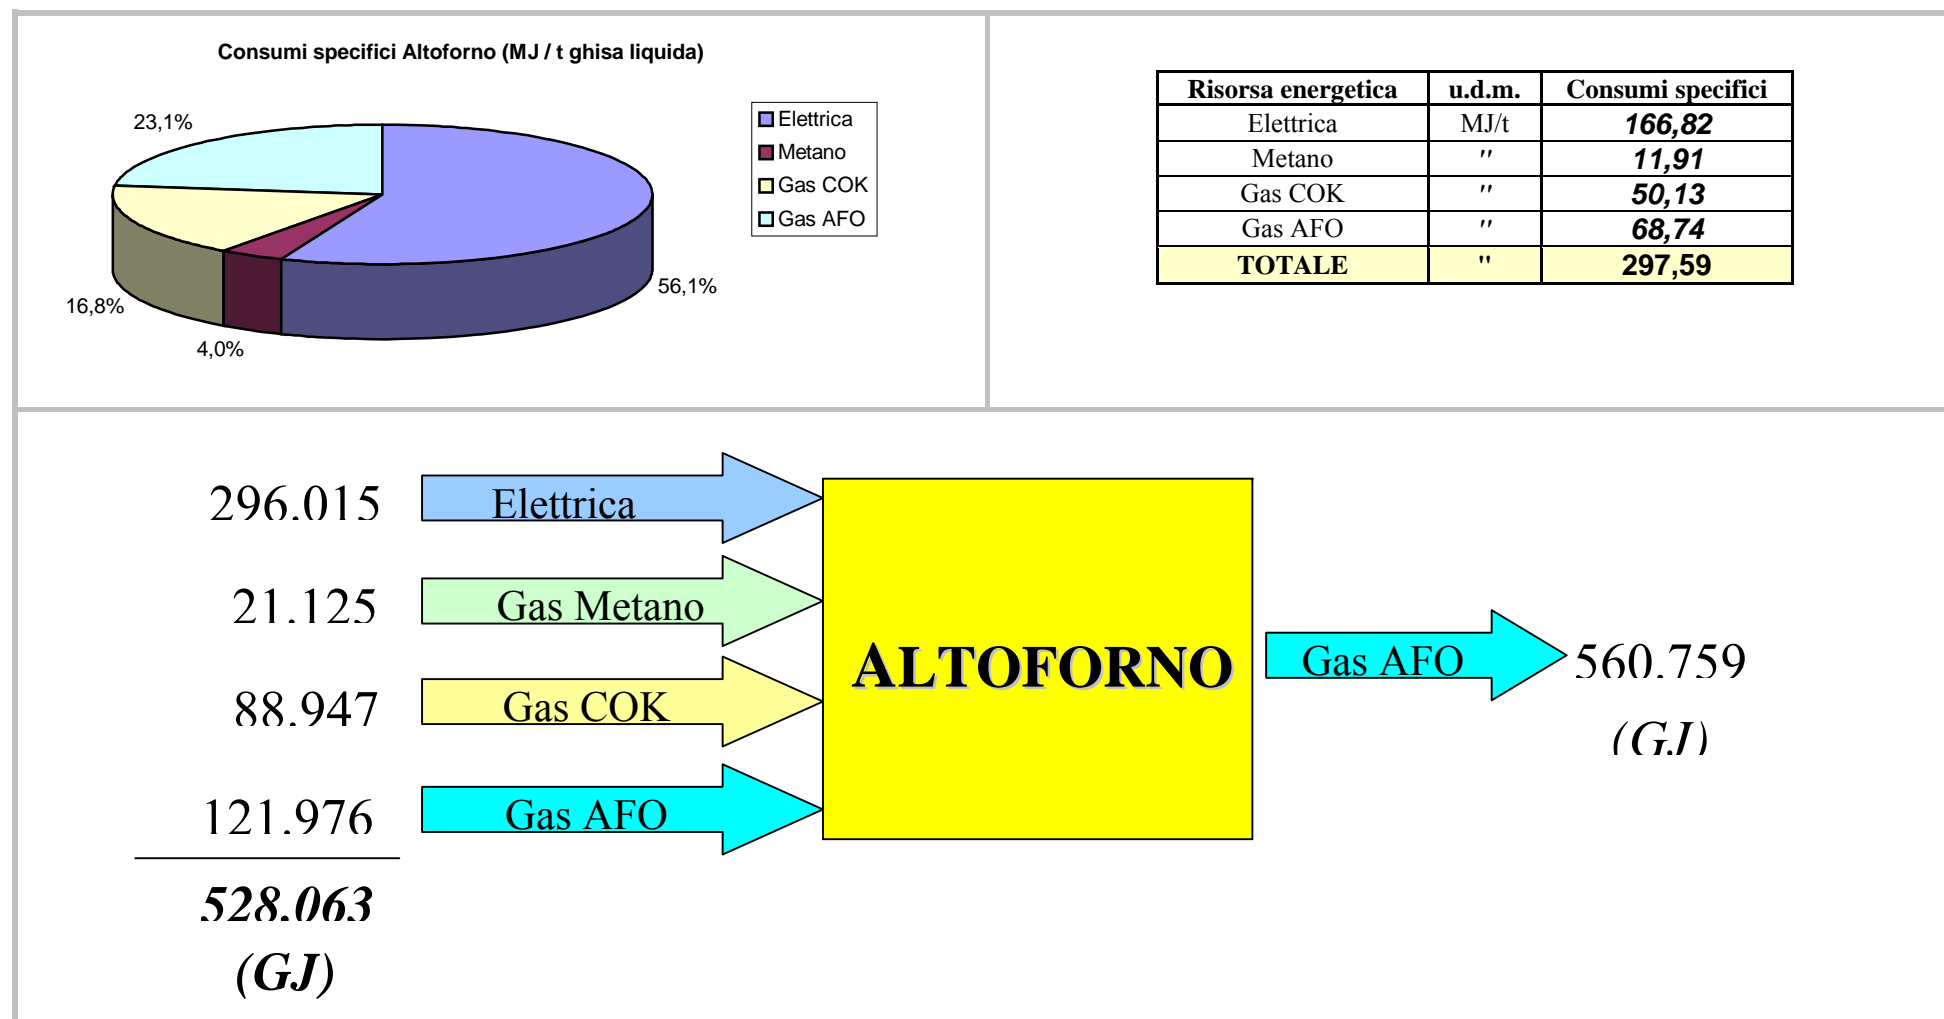 Consumi specifici Altoforno (MJ / t ghisa liquida)
23,1%
16,8%
4,0%
56,1%
Elettrica
Metano
Gas COK
Gas AFO
Risorsa energetica u.d.m. Consumi specifici
Elettrica MJ/t 166,82
Metano " 11,91
Gas COK " 50,13
Gas AFO " 68,74
TOTALE " 297,59
296.015 Elettrica
21.125 Gas Metano
88.947 Gas COK
121.976 Gas AFO
528.063
(GJ)
ALTOFORNO
Gas AFO 560.759
(GJ)